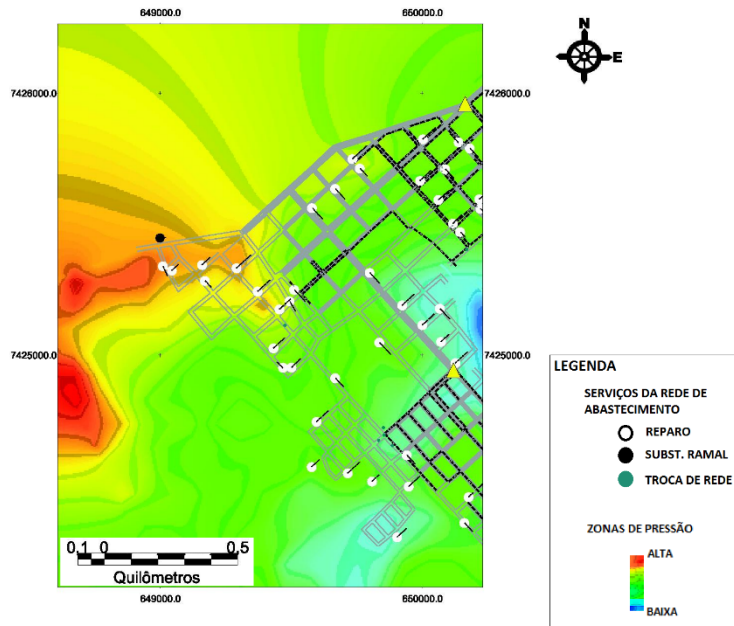 649000.0
650000.0
N
E
7426000.0
7426000.0
7425000.0
7425000.0
LEGENDA
SERVIÇOS DA REDE DE
ABASTECIMENTO
REPARO
SUBST. RAMAL
TROCA DE REDE
ZONAS DE PRESSÃO
ALTA
BAIXA
0,1 0 0,5
Quilômetros
649000.0
650000.0